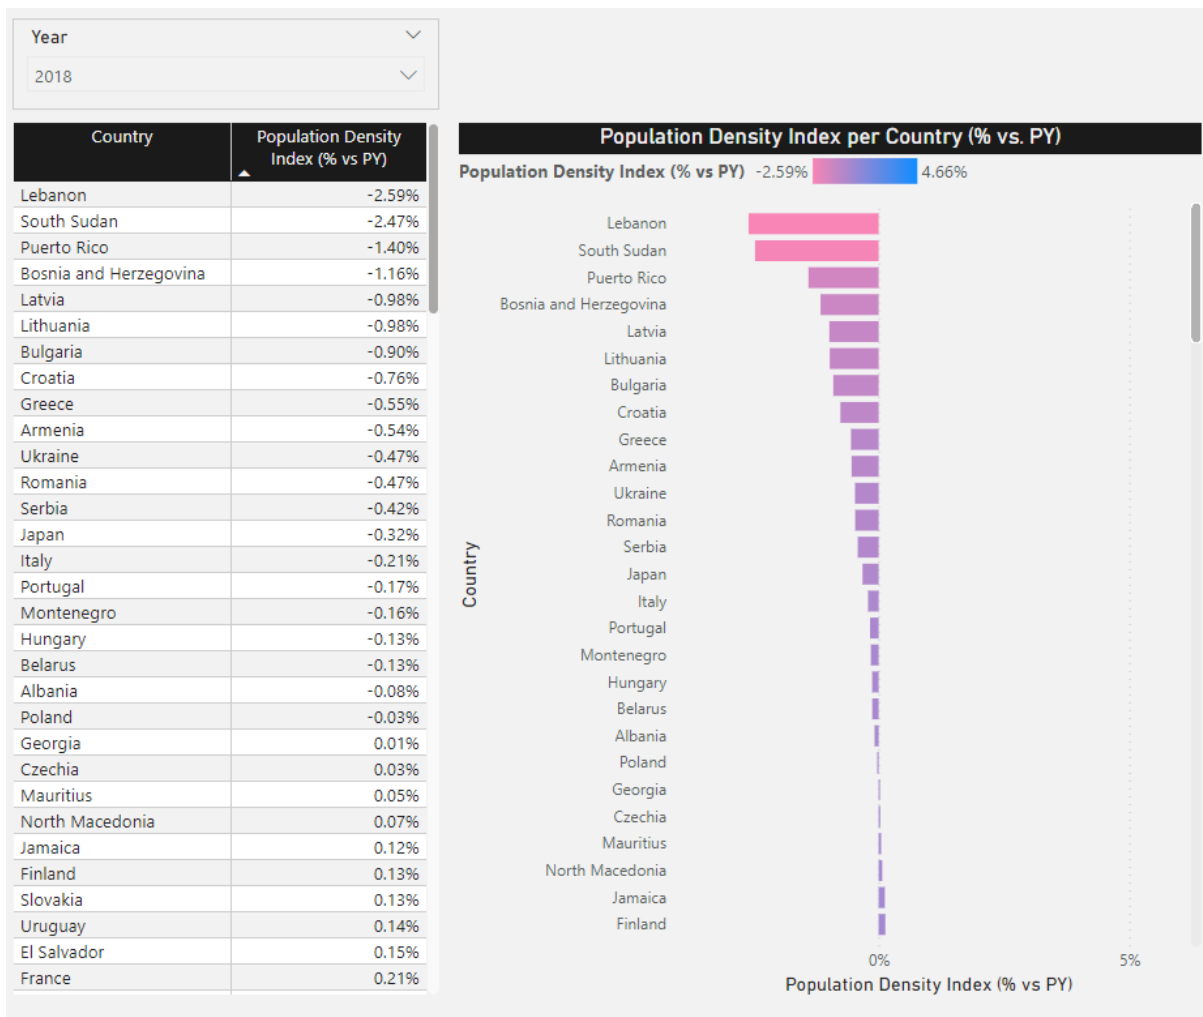 Year
2018
Country Population Density
Index (% vs PY)
Lebanon -2.59%
South Sudan -2.47%
Puerto Rico -1.40%
Bosnia and Herzegovina -1.16%
Latvia -0.98%
Lithuania -0.98%
Bulgaria -0.90%
Croatia -0.76%
Greece -0.55%
Armenia -0.54%
Ukraine -0.47%
Romania -0.47%
Serbia -0.42%
Japan -0.32%
Italy -0.21%
Portugal -0.17%
Montenegro -0.16%
Hungary -0.13%
Belarus -0.13%
Albania -0.08%
Poland -0.03%
Georgia 0.01%
Czechia 0.03%
Mauritius 0.05%
North Macedonia 0.07%
Jamaica 0.12%
Finland 0.13%
Slovakia 0.13%
Uruguay 0.14%
El Salvador 0.15%
France 0.21%
Population Density Index per Country (% vs. PY)
Population Density Index (% vs PY) -2.59% 4.66%
Country
Lebanon
South Sudan
Puerto Rico
Bosnia and Herzegovina
Latvia
Lithuania
Bulgaria
Croatia
Greece
Armenia
Ukraine
Romania
Serbia
Japan
Italy
Portugal
Montenegro
Hungary
Belarus
Albania
Poland
Georgia
Czechia
Mauritius
North Macedonia
Jamaica
Finland
0% 5%
Population Density Index (% vs PY)